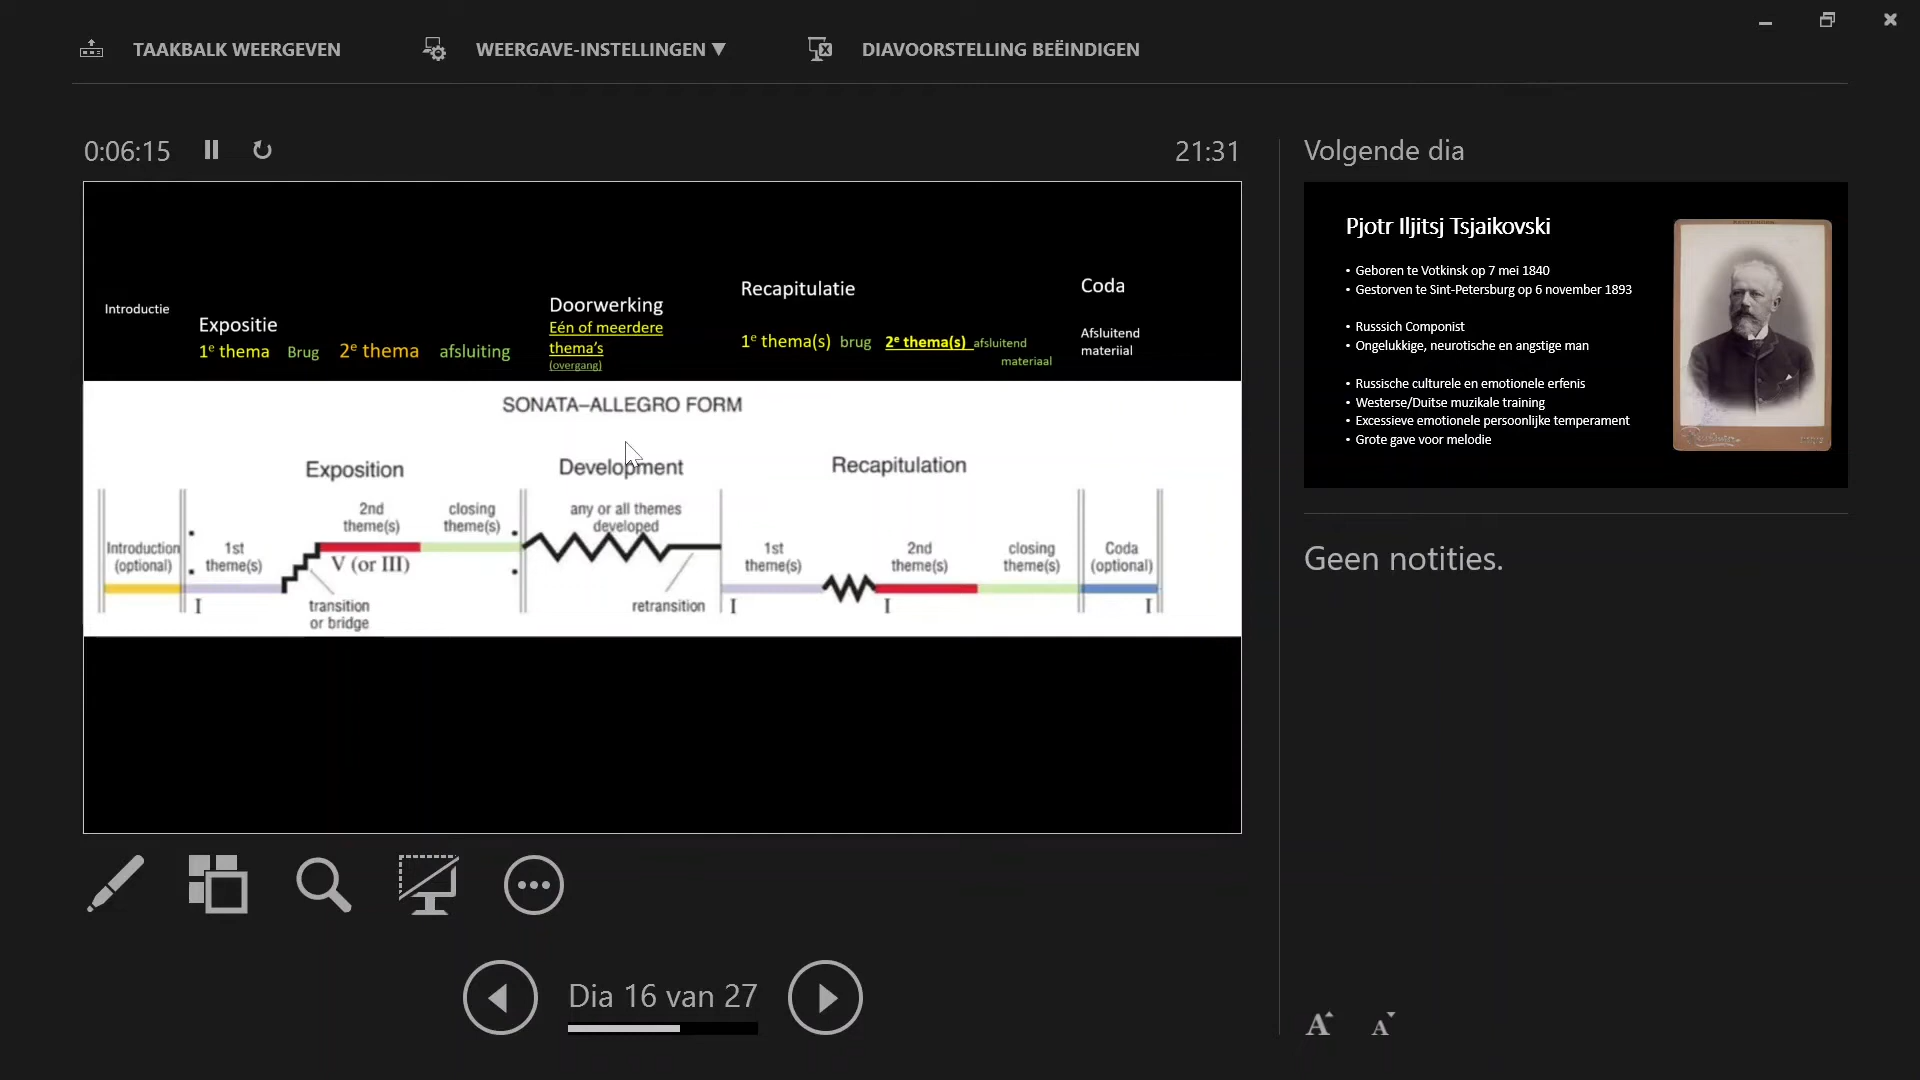 TAAKBALK WEERGEVEN
WEERGAVE-INSTELLINGEN ▼
DIAVOORSTELLING BEËINDIGEN
0:06:15
21:31
Introductie
Expositie
1e thema Brug 2e thema afsluiting
Doorwerking
Eén of meerdere
thema's
(overgang)
Recapitulatie
1e thema(s) brug 2e thema(s) afsluitend
materiaal
Coda
Afsluitend
materiial
SONATA–ALLEGRO FORM
Exposition
Development
Recapitulation
Introduction
(optional)
1st
theme(s)
I
transition
or bridge
2nd
theme(s)
V (or III)
closing
theme(s)
any or all themes
developed
retransition
1st
theme(s)
I
2nd
theme(s)
I
closing
theme(s)
Coda
(optional)
I
Dia 16 van 27
Volgende dia
Pjotr Iljitsj Tsjaikovski
• Geboren te Votkinsk op 7 mei 1840
• Gestorven te Sint-Petersburg op 6 november 1893
• Russsich Componist
• Ongelukkige, neurotische en angstige man
• Russische culturele en emotionele erfenis
• Westerse/Duitse muzikale training
• Excessieve emotionele persoonlijke temperament
• Grote gave voor melodie
Geen notities.
A A